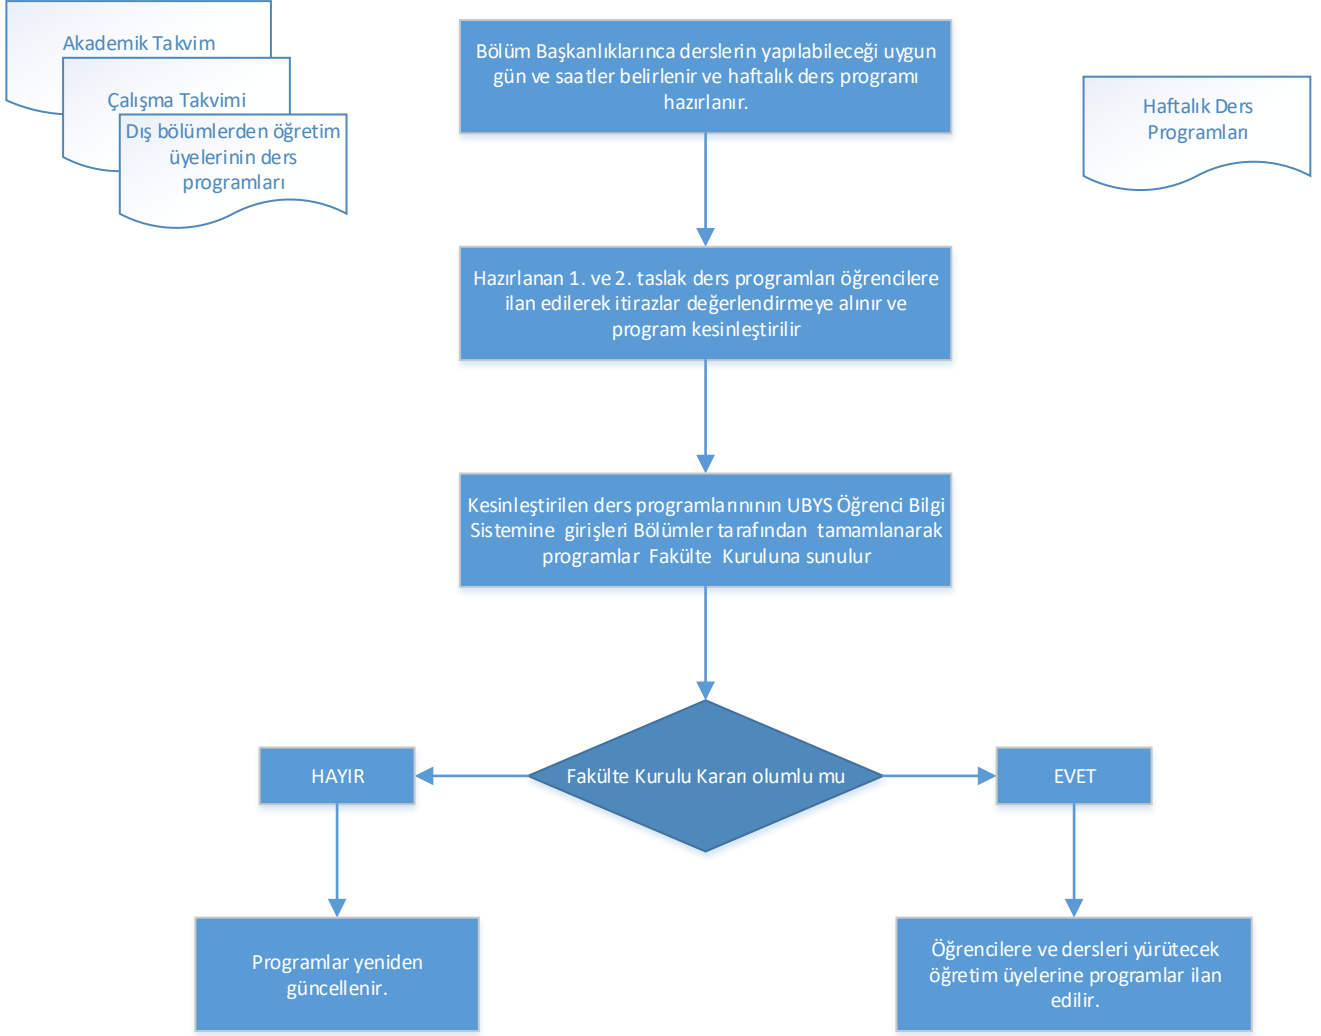 Akademik Takvim
Çalışma Takvimi
Dış bölümlerden öğretim
üyelerinin ders
programları
Bölüm Başkanlıklarınca derslerin yapılabileceği uygun
gün ve saatler belirlenir ve haftalık ders programı
hazırlanır.
Haftalık Ders
Programları
Hazırlanan 1. ve 2. taslak ders programları öğrencilere
ilan edilerek itirazlar değerlendirmeye alınır ve
program kesinleştirilir
Kesinleştirilen ders programlarınının UBYS Öğrenci Bilgi
Sistemine girişleri Bölümler tarafından tamamlanarak
programlar Fakülte Kuruluna sunulur
HAYIR
Fakülte Kurulu Kararı olumlu mu
EVET
Programlar yeniden
güncellenir.
Öğrencilere ve dersleri yürütecek
öğretim üyelerine programlar ilan
edilir.